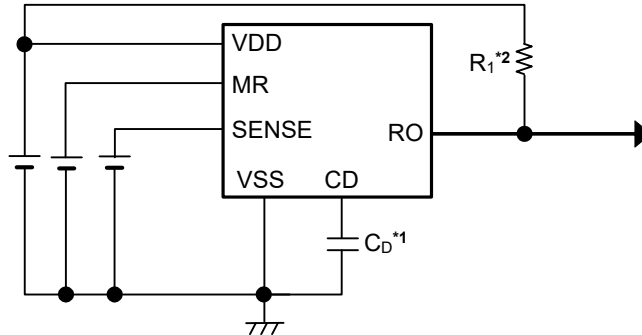 VDD
R1*2
MR
SENSE
RO
VSS
CD
CD*1